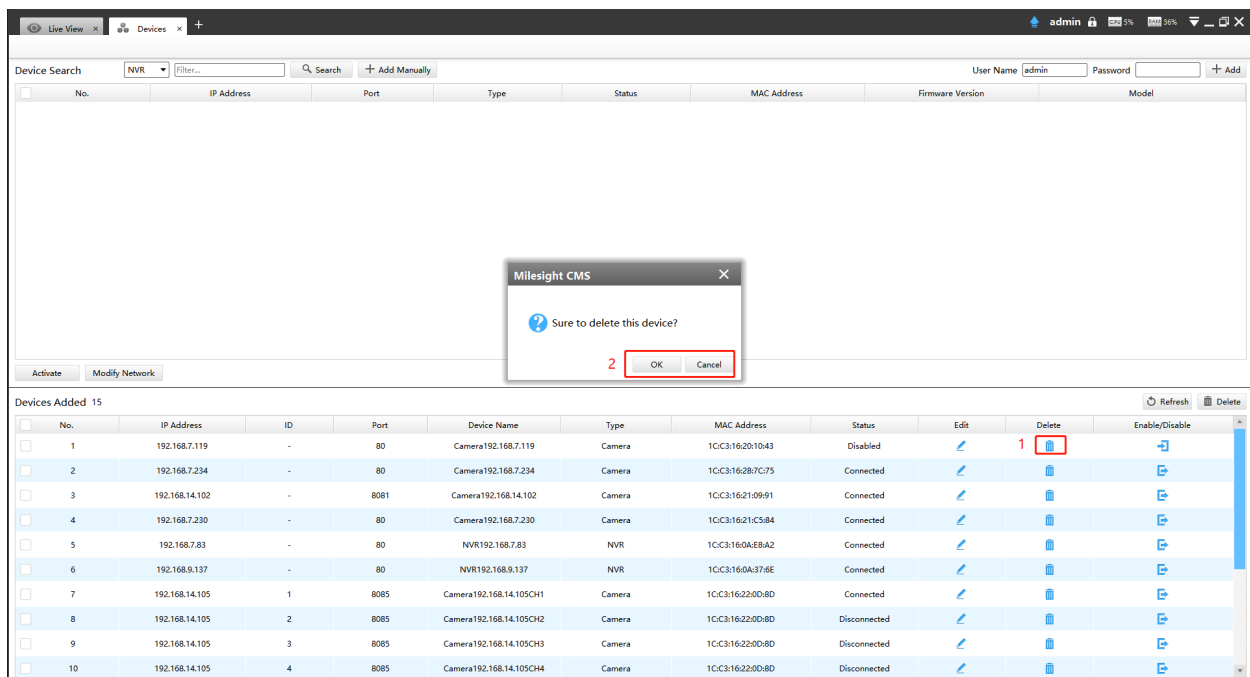 Live View × Devices × + admin CPU 5% RAM 36%
Device Search NVR Filter... Search + Add Manually User Name admin Password + Add
No. IP Address Port Type Status MAC Address Firmware Version Model
Milesight CMS
Sure to delete this device?
2 OK Cancel
Activate Modify Network
Devices Added 15 Refresh Delete
No. IP Address ID Port Device Name Type MAC Address Status Edit Delete Enable/Disable
1 192.168.7.119 - 80 Camera192.168.7.119 Camera 1C:C3:16:20:10:43 Disabled 1
2 192.168.7.234 - 80 Camera192.168.7.234 Camera 1C:C3:16:28:7C:75 Connected
3 192.168.14.102 - 8081 Camera192.168.14.102 Camera 1C:C3:16:21:09:91 Connected
4 192.168.7.230 - 80 Camera192.168.7.230 Camera 1C:C3:16:21:C5:84 Connected
5 192.168.7.83 - 80 NVR192.168.7.83 NVR 1C:C3:16:0A:E8:A2 Connected
6 192.168.9.137 - 80 NVR192.168.9.137 NVR 1C:C3:16:0A:37:6E Connected
7 192.168.14.105 1 8085 Camera192.168.14.105CH1 Camera 1C:C3:16:22:0D:8D Connected
8 192.168.14.105 2 8085 Camera192.168.14.105CH2 Camera 1C:C3:16:22:0D:8D Disconnected
9 192.168.14.105 3 8085 Camera192.168.14.105CH3 Camera 1C:C3:16:22:0D:8D Disconnected
10 192.168.14.105 4 8085 Camera192.168.14.105CH4 Camera 1C:C3:16:22:0D:8D Disconnected